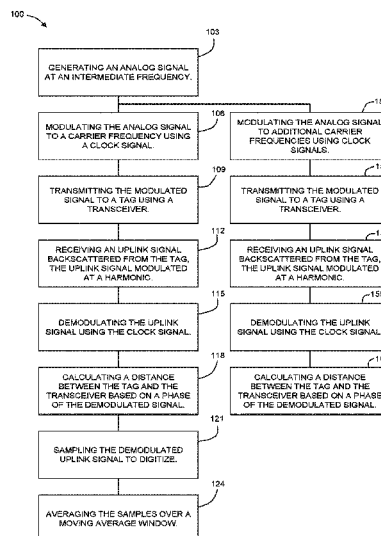 100
103
GENERATING AN ANALOG SIGNAL
AT AN INTERMEDIATE FREQUENCY.
106
MODULATING THE ANALOG SIGNAL
TO A CARRIER FREQUENCY USING
A CLOCK SIGNAL.
109
TRANSMITTING THE MODULATED
SIGNAL TO A TAG USING A
TRANSCEIVER.
112
RECEIVING AN UPLINK SIGNAL
BACKSCATTERED FROM THE TAG,
THE UPLINK SIGNAL MODULATED
AT A HARMONIC.
115
DEMODULATING THE UPLINK
SIGNAL USING THE CLOCK SIGNAL.
118
CALCULATING A DISTANCE
BETWEEN THE TAG AND THE
TRANSCEIVER BASED ON A PHASE
OF THE DEMODULATED SIGNAL.
121
SAMPLING THE DEMODULATED
UPLINK SIGNAL TO DIGITIZE.
124
AVERAGING THE SAMPLES OVER A
MOVING AVERAGE WINDOW.
MODULATING THE ANALOG SIGNAL
TO ADDITIONAL CARRIER
FREQUENCIES USING CLOCK
SIGNALS.
TRANSMITTING THE MODULATED
SIGNAL TO A TAG USING A
TRANSCEIVER.
RECEIVING AN UPLINK SIGNAL
BACKSCATTERED FROM THE TAG,
THE UPLINK SIGNAL MODULATED
AT A HARMONIC.
DEMODULATING THE UPLINK
SIGNAL USING THE CLOCK SIGNAL.
CALCULATING A DISTANCE
BETWEEN THE TAG AND THE
TRANSCEIVER BASED ON A PHASE
OF THE DEMODULATED SIGNAL.